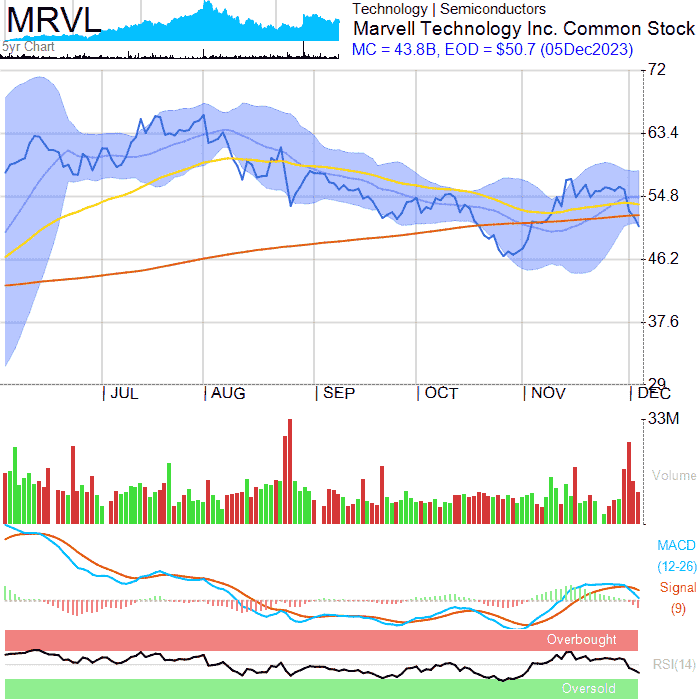 MRVL
5yr Chart
Technology | Semiconductors
Marvell Technology Inc. Common Stock
MC = 43.8B, EOD = $50.7 (05Dec2023)
72
63.4
54.8
46.2
37.6
29
JUL
AUG
SEP
OCT
NOV
DEC
33M
Volume
MACD
(12-26)
Signal
(9)
Overbought
RSI(14)
Oversold